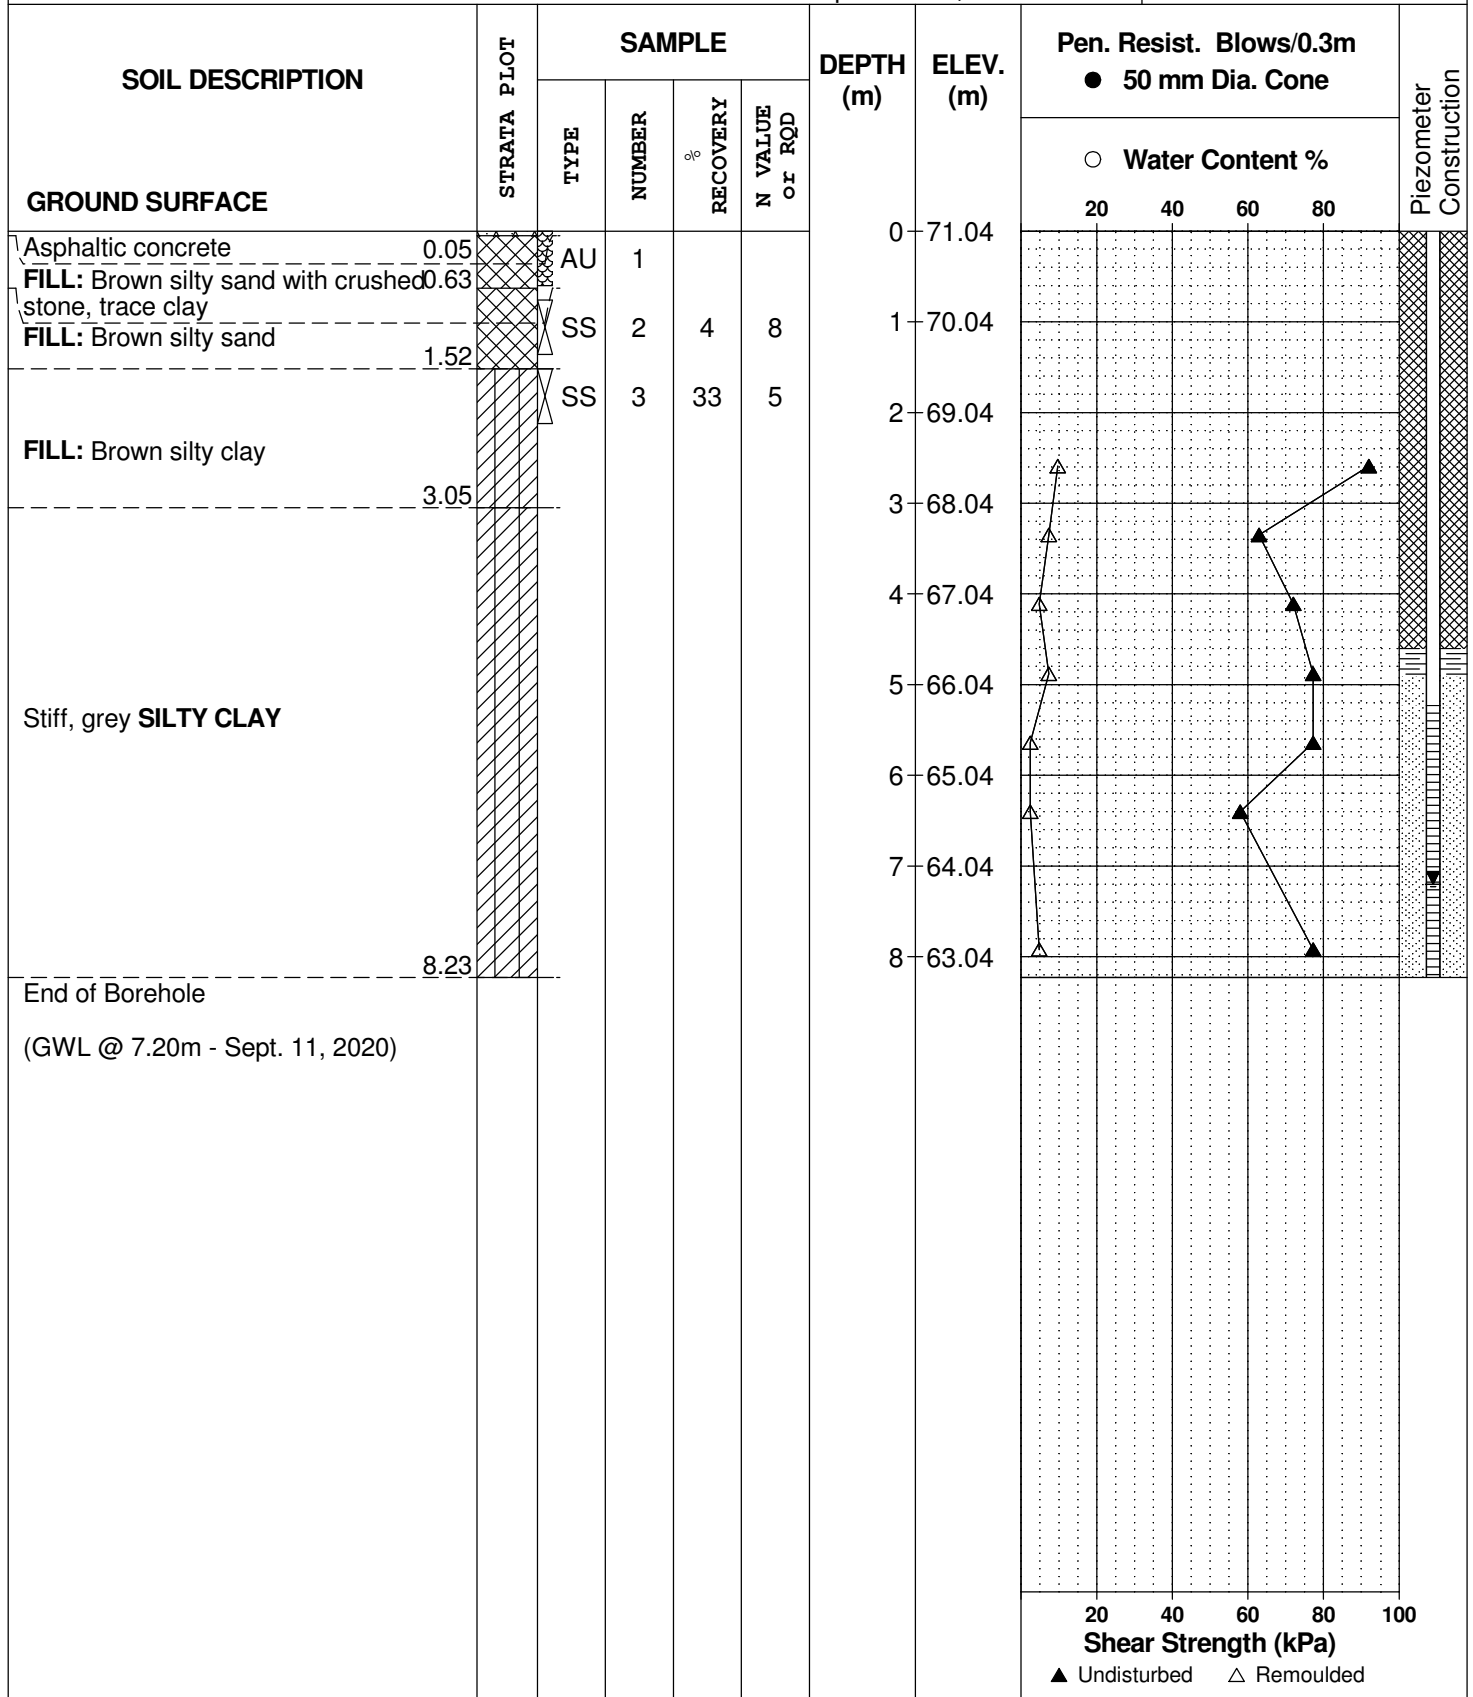 SOIL DESCRIPTION
GROUND SURFACE
STRATA PLOT
SAMPLE
TYPE
NUMBER
%
RECOVERY
N VALUE
or RQD
DEPTH
(m)
ELEV.
(m)
Pen. Resist. Blows/0.3m
● 50 mm Dia. Cone
○ Water Content %
20 40 60 80
Piezometer
Construction
Asphaltic concrete 0.05
FILL: Brown silty sand with crushed 0.63
stone, trace clay
FILL: Brown silty sand
1.52
FILL: Brown silty clay
3.05
Stiff, grey SILTY CLAY
8.23
End of Borehole
(GWL @ 7.20m - Sept. 11, 2020)
AU 1
SS 2 4 8
SS 3 33 5
0 71.04
1 70.04
2 69.04
3 68.04
4 67.04
5 66.04
6 65.04
7 64.04
8 63.04
20 40 60 80 100
Shear Strength (kPa)
▲ Undisturbed △ Remoulded